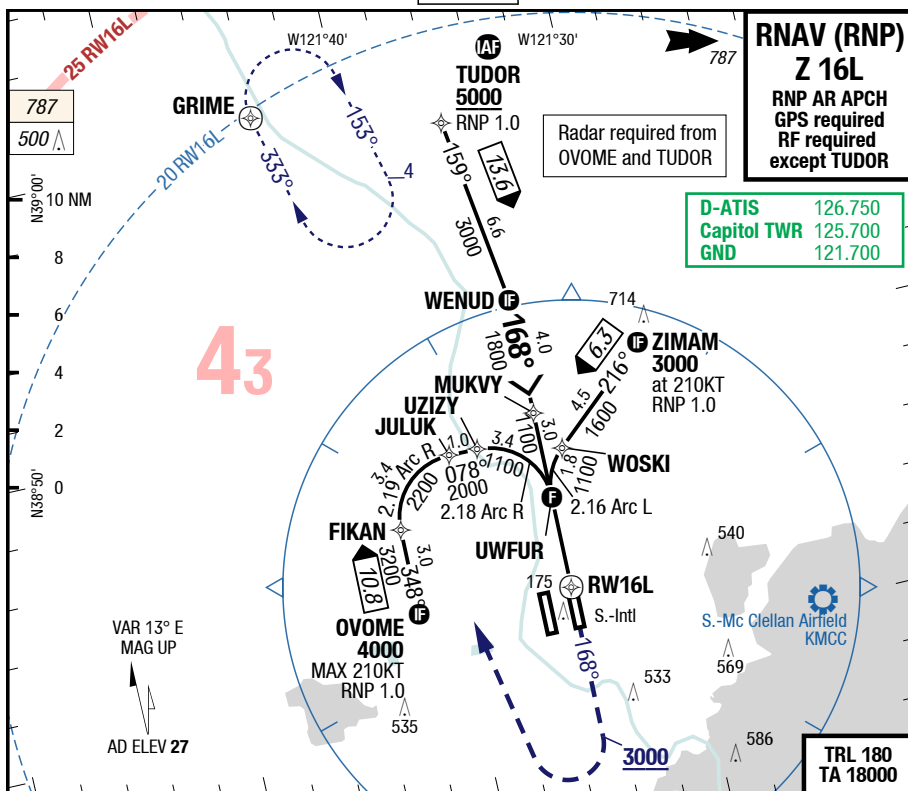 25 RW16L
787
500
20 RW16L
W121°40'
W121°30'
787
RNAV (RNP)
Z 16L
RNP AR APCH
GPS required
RF required
except TUDOR
IAF
TUDOR
5000
RNP 1.0
Radar required from
OVOME and TUDOR
D-ATIS 126.750
Capitol TWR 125.700
GND 121.700
GRIME
153°
333°
4
159°
13.6
3000
6.6
N39°00'
10 NM
8
6
4
2
0
N38°50'
43
WENUD
IF
168°
4.0
1800
714
6.3
IF
ZIMAM
3000
at 210KT
RNP 1.0
216°
4.5
1600
MUKVY
3.0
1100
UZIZY
JULUK
1.0
3.4
1100
078°
2000
3.4
2.19 Arc R
2200
WOSKI
1.8
1100
2.18 Arc R
2.16 Arc L
F
UWFUR
FIKAN
3.0
3200
348°
10.8
IF
OVOME
4000
MAX 210KT
RNP 1.0
RW16L
175
S.-Intl
168°
540
S.-Mc Clellan Airfield
KMCC
569
533
535
586
3000
VAR 13° E
MAG UP
AD ELEV 27
TRL 180
TA 18000